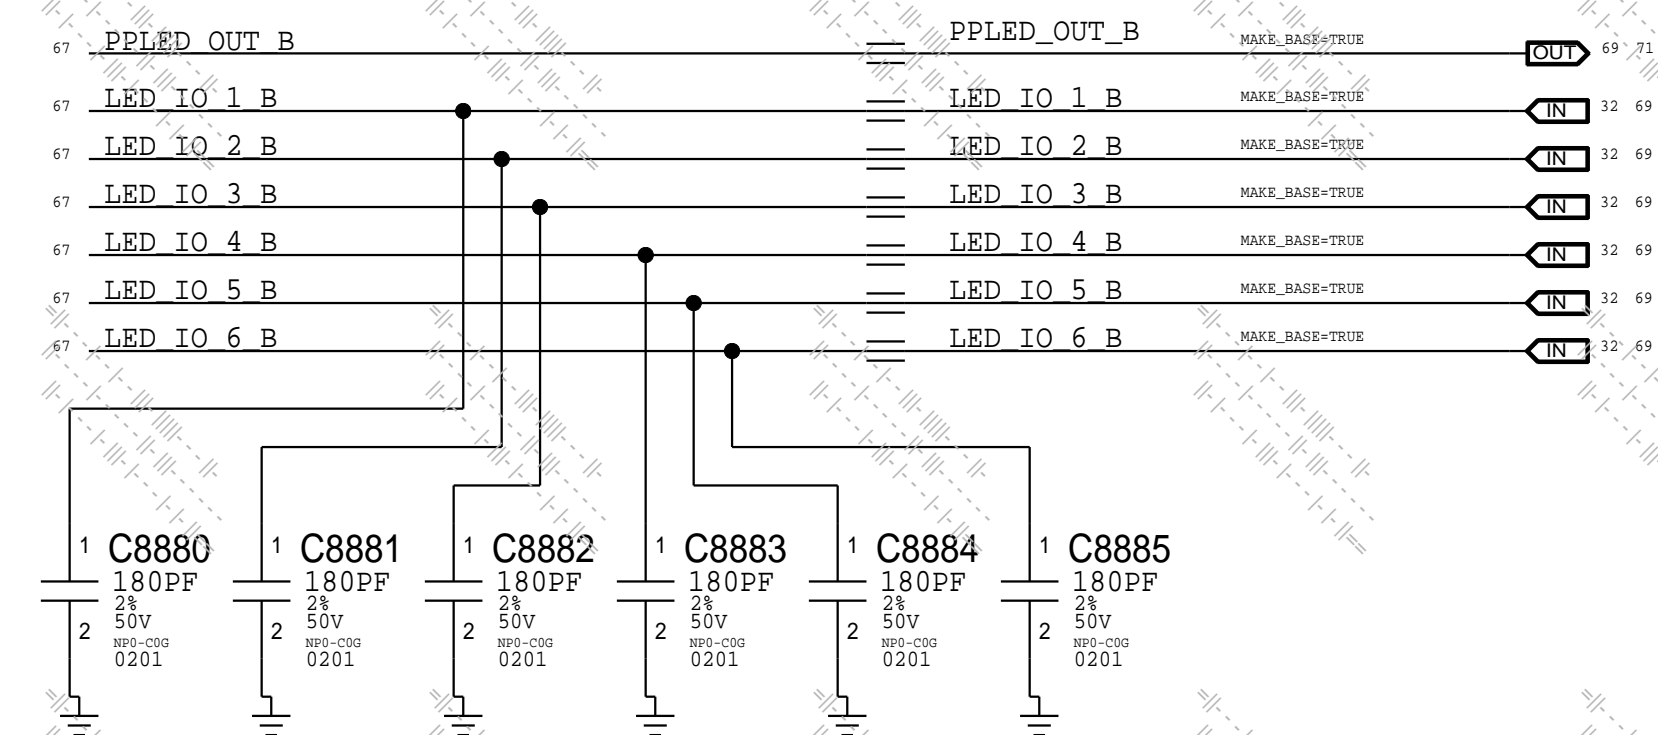 67 PPLED_OUT_B PPLED_OUT_B MAKE_BASE=TRUE OUT 69 71
67 LED_IO_1_B LED_IO_1_B MAKE_BASE=TRUE IN 32 69
67 LED_IO_2_B LED_IO_2_B MAKE_BASE=TRUE IN 32 69
67 LED_IO_3_B LED_IO_3_B MAKE_BASE=TRUE IN 32 69
67 LED_IO_4_B LED_IO_4_B MAKE_BASE=TRUE IN 32 69
67 LED_IO_5_B LED_IO_5_B MAKE_BASE=TRUE IN 32 69
67 LED_IO_6_B LED_IO_6_B MAKE_BASE=TRUE IN 32 69
1 C8880 1 C8881 1 C8882 1 C8883 1 C8884 1 C8885
180PF 180PF 180PF 180PF 180PF 180PF
2% 2% 2% 2% 2% 2%
2 50V 2 50V 2 50V 2 50V 2 50V 2 50V
NP0-C0G NP0-C0G NP0-C0G NP0-C0G NP0-C0G NP0-C0G
0201 0201 0201 0201 0201 0201